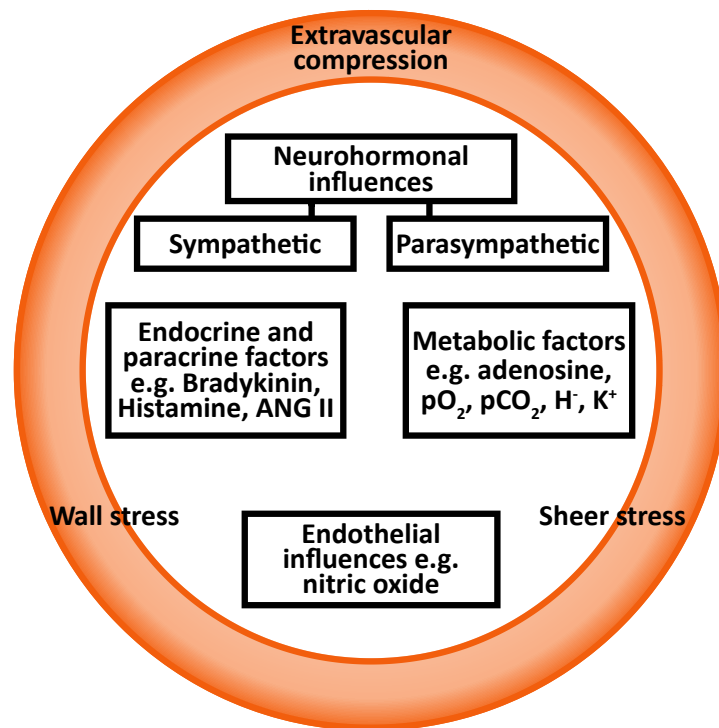 Extravascular
compression
Neurohormonal
influences
Sympathetic
Parasympathetic
Endocrine and
paracrine factors
e.g. Bradykinin,
Histamine, ANG II
Metabolic factors
e.g. adenosine,
pO₂, pCO₂, H⁻, K⁺
Wall stress
Sheer stress
Endothelial
influences e.g.
nitric oxide